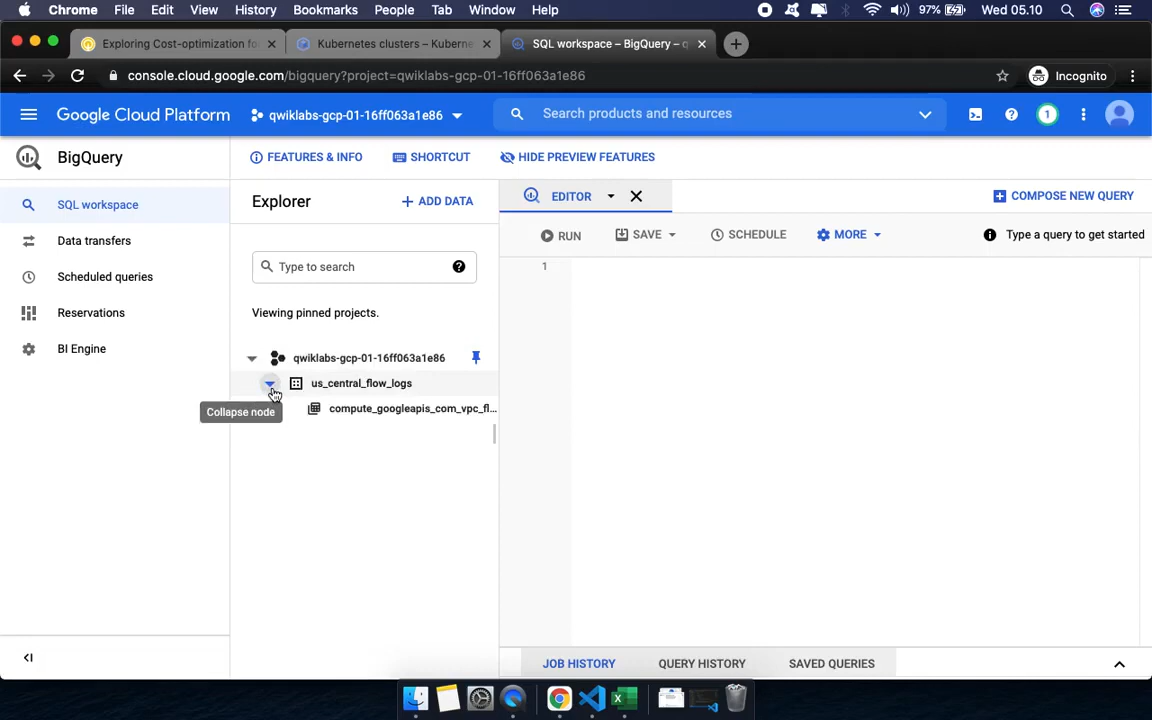 Chrome File Edit View History Bookmarks People Tab Window Help 97% Wed 05.10
Exploring Cost-optimization fo
Kubernetes clusters – Kuberne
SQL workspace – BigQuery – q
console.cloud.google.com/bigquery?project=qwiklabs-gcp-01-16ff063a1e86
Incognito
Google Cloud Platform
qwiklabs-gcp-01-16ff063a1e86
Search products and resources
1
BigQuery
FEATURES & INFO
SHORTCUT
HIDE PREVIEW FEATURES
SQL workspace
Data transfers
Scheduled queries
Reservations
BI Engine
Explorer
ADD DATA
Type to search
Viewing pinned projects.
qwiklabs-gcp-01-16ff063a1e86
us_central_flow_logs
Collapse node
compute_googleapis_com_vpc_fl...
EDITOR
COMPOSE NEW QUERY
RUN
SAVE
SCHEDULE
MORE
Type a query to get started
1
JOB HISTORY
QUERY HISTORY
SAVED QUERIES